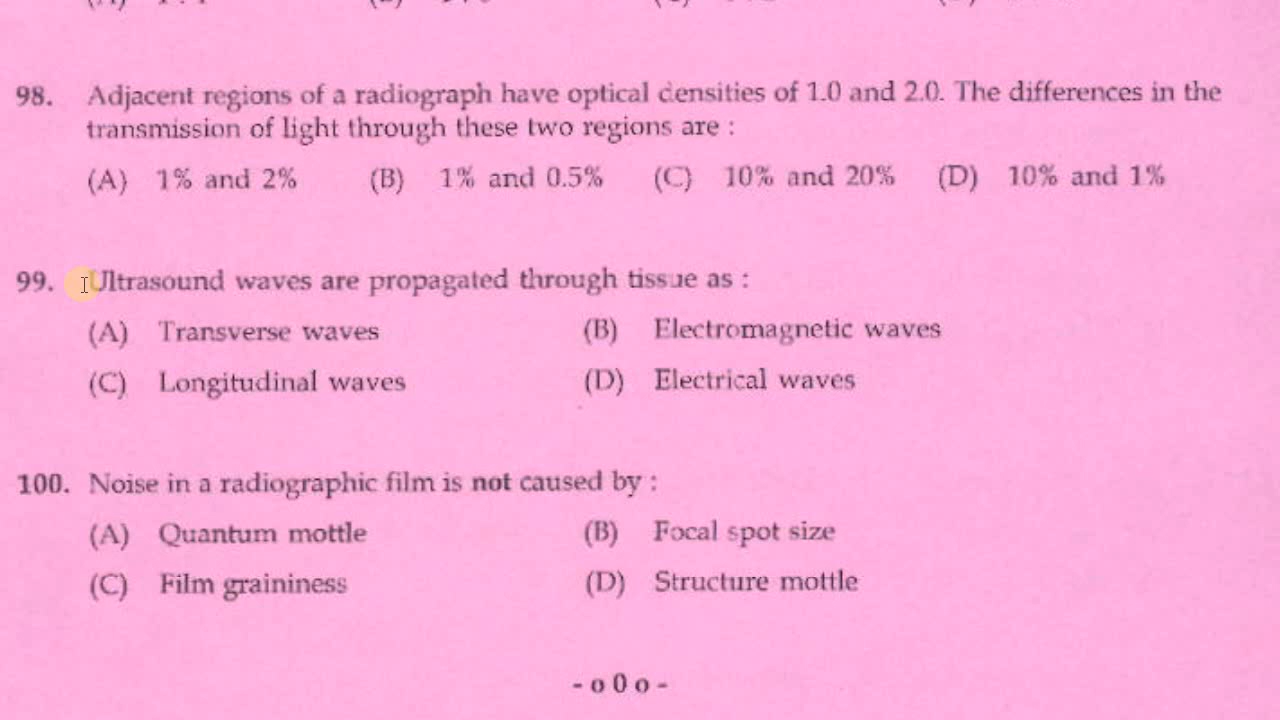 98. Adjacent regions of a radiograph have optical densities of 1.0 and 2.0. The differences in the
transmission of light through these two regions are :
(A) 1% and 2% (B) 1% and 0.5% (C) 10% and 20% (D) 10% and 1%
99. Ultrasound waves are propagated through tissue as :
(A) Transverse waves (B) Electromagnetic waves
(C) Longitudinal waves (D) Electrical waves
100. Noise in a radiographic film is not caused by :
(A) Quantum mottle (B) Focal spot size
(C) Film graininess (D) Structure mottle
- o 0 o -